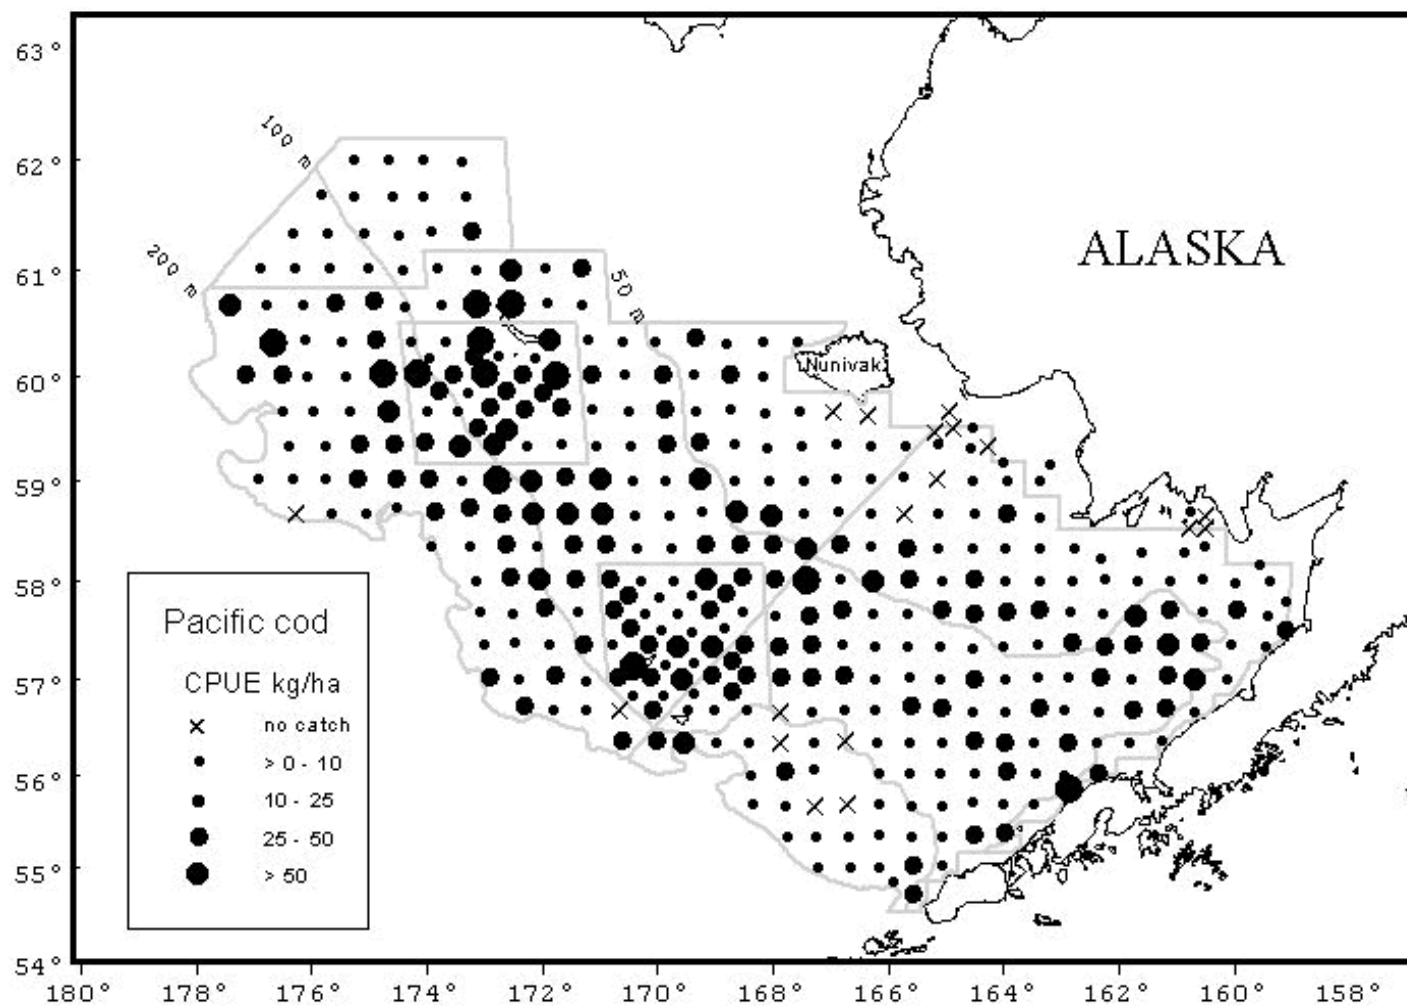 63°
100 m
62°
ALASKA
200 m
61°
50 m
60°
Nunivak
59°
58°
57°
56°
55°
54°
Pacific cod
CPUE kg/ha
no catch
> 0 - 10
10 - 25
25 - 50
> 50
180° 178° 176° 174° 172° 170° 168° 166° 164° 162° 160° 158°